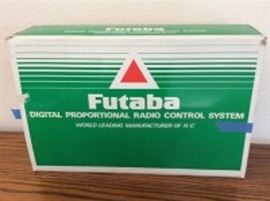 Futaba
DIGITAL PROPORTIONAL RADIO CONTROL SYSTEM
WORLD LEADING MANUFACTURER OF R/C